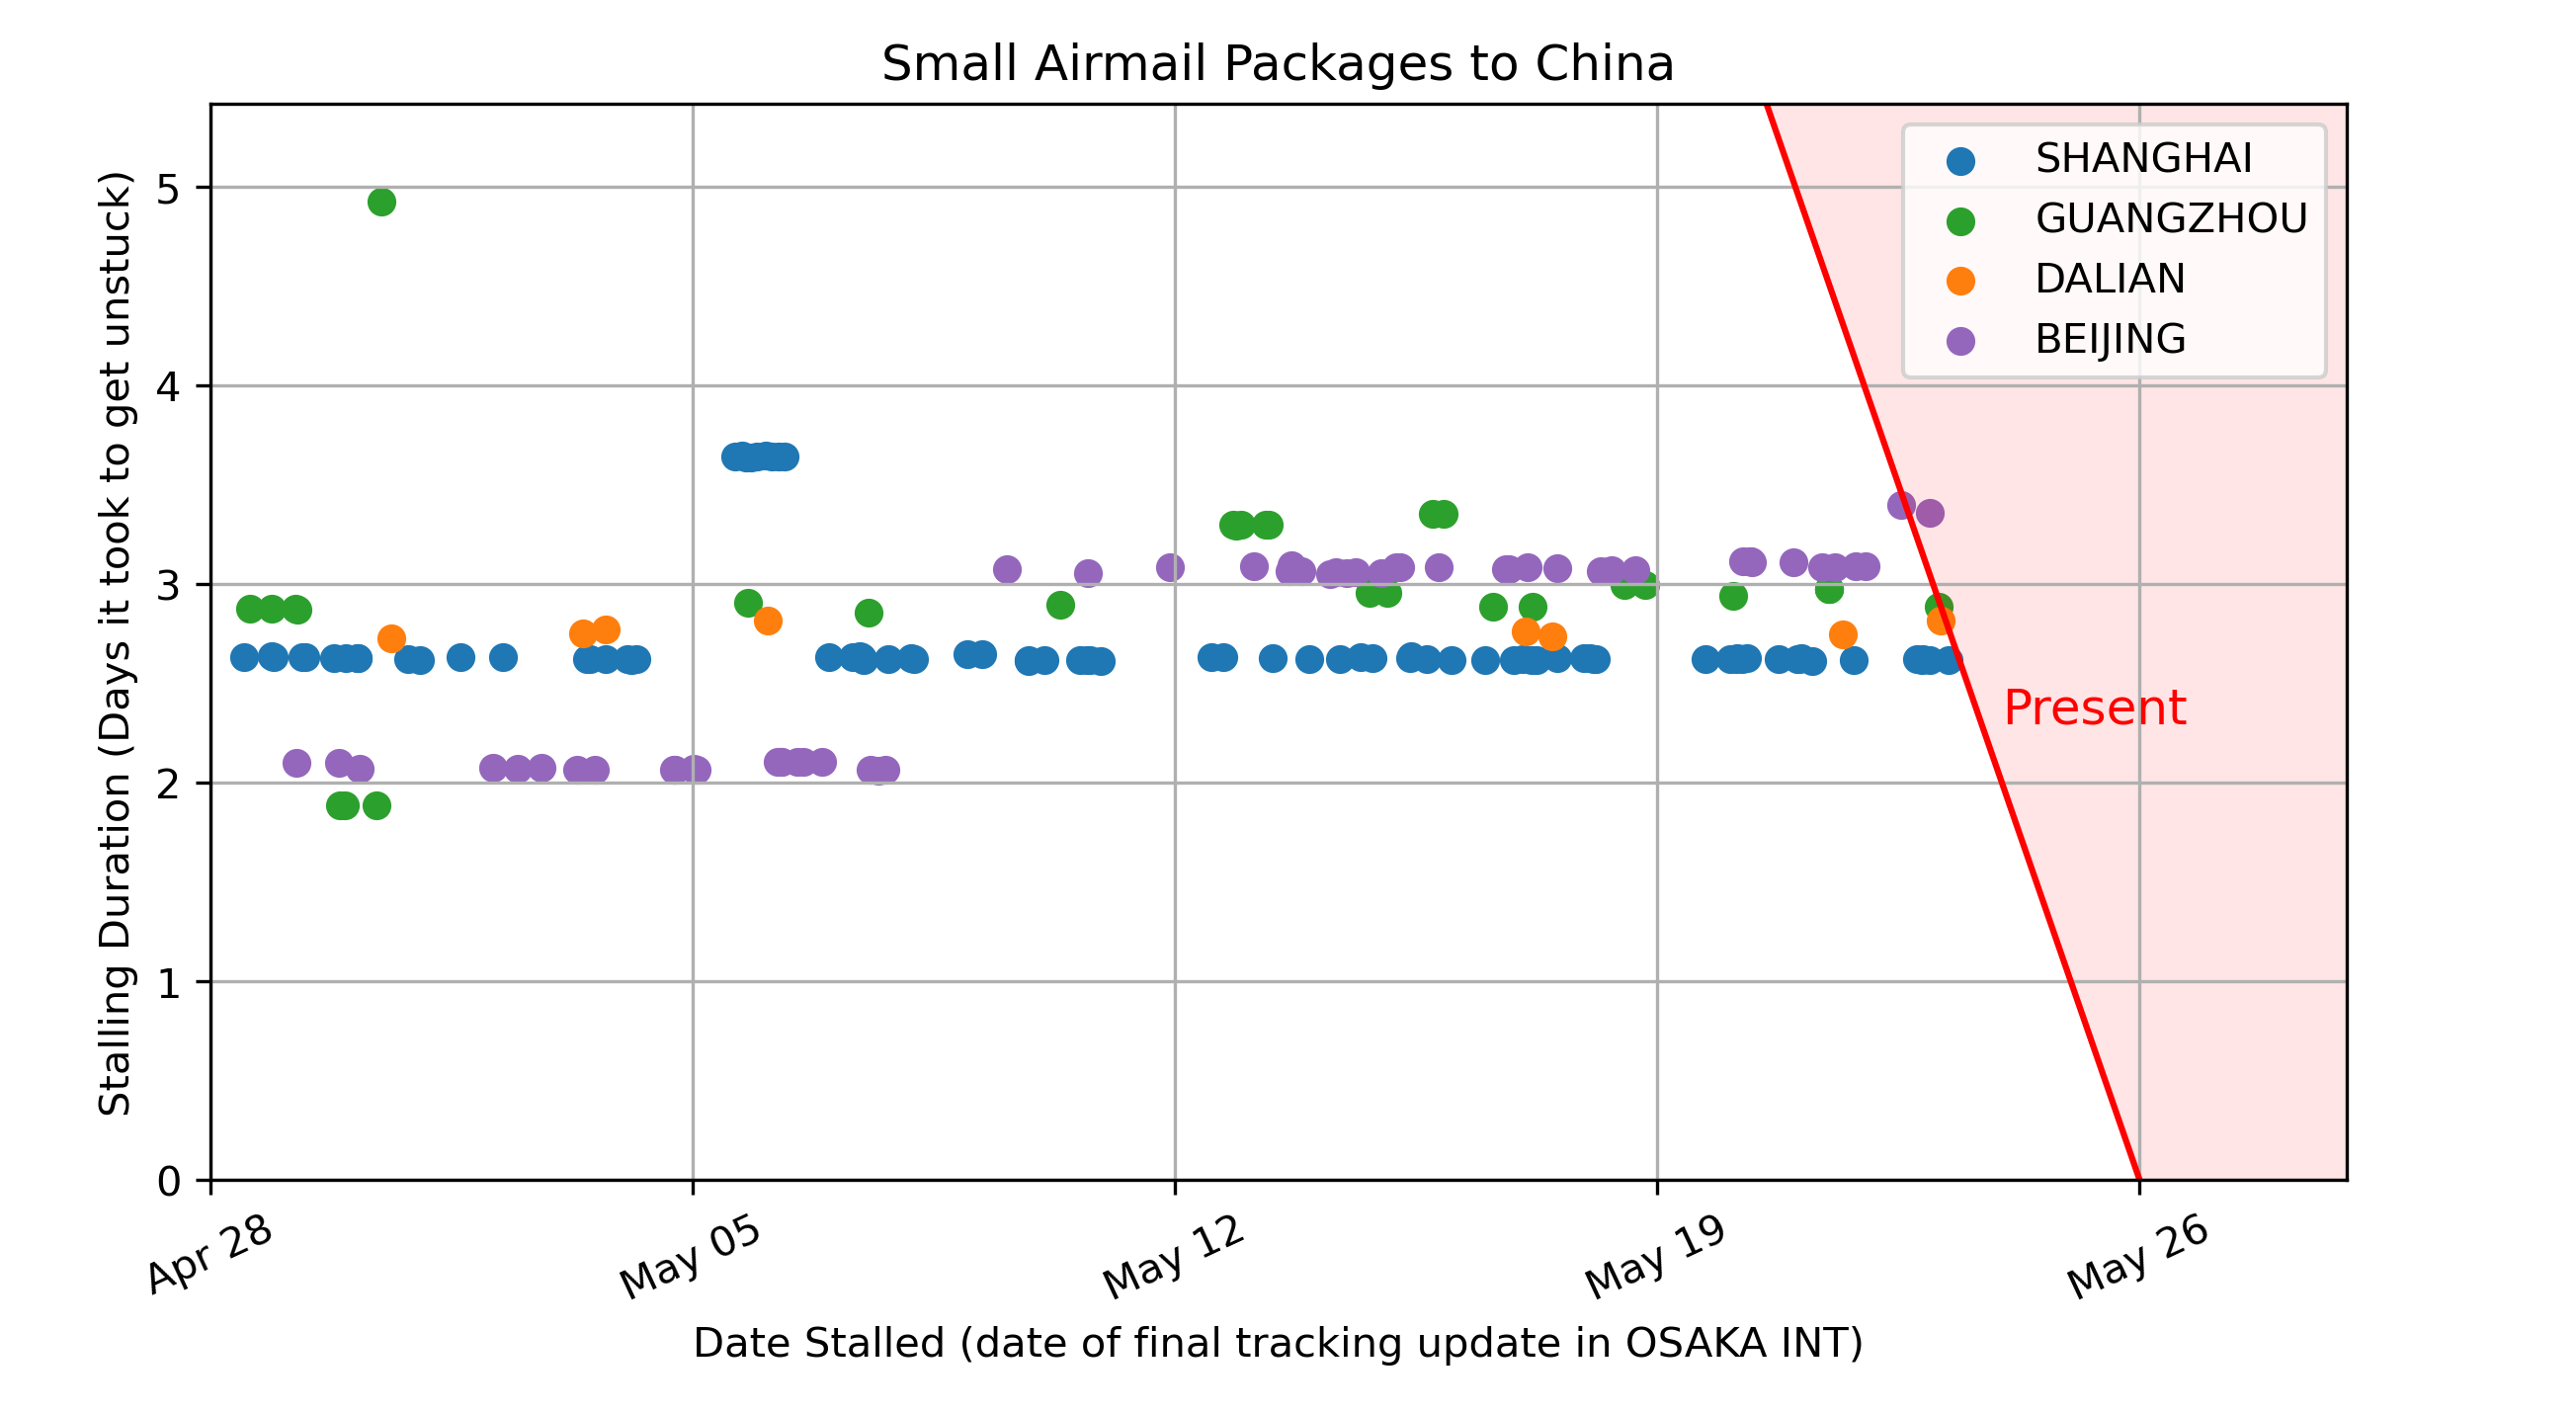 Small Airmail Packages to China
Stalling Duration (Days it took to get unstuck)
5
4
3
2
1
0
SHANGHAI
GUANGZHOU
DALIAN
BEIJING
Present
Apr 28
May 05
May 12
May 19
May 26
Date Stalled (date of final tracking update in OSAKA INT)